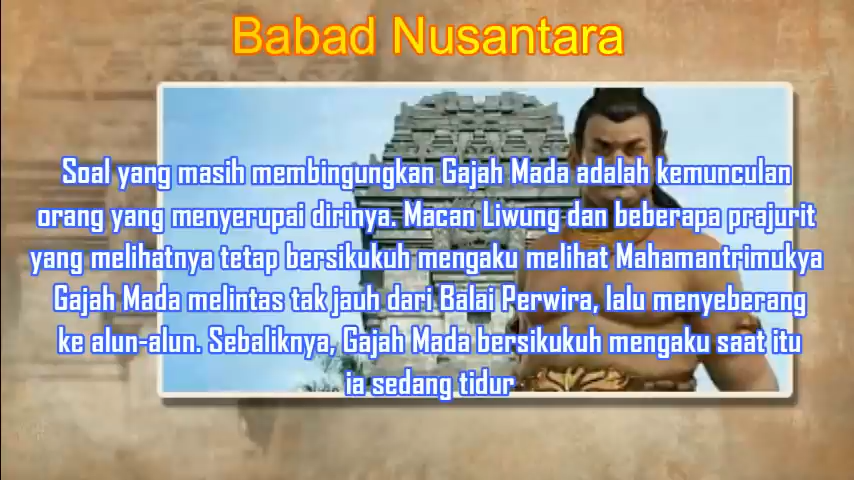 Babad Nusantara
Soal yang masih membingungkan Gajah Mada adalah kemunculan
orang yang menyerupai dirinya. Macan Liwung dan beberapa prajurit
yang melihatnya tetap bersikukuh mengaku melihat Mahamantrimukya
Gajah Mada melintas tak jauh dari Balai Perwira, lalu menyeberang
ke alun-alun. Sebaliknya, Gajah Mada bersikukuh mengaku saat itu
ia sedang tidur